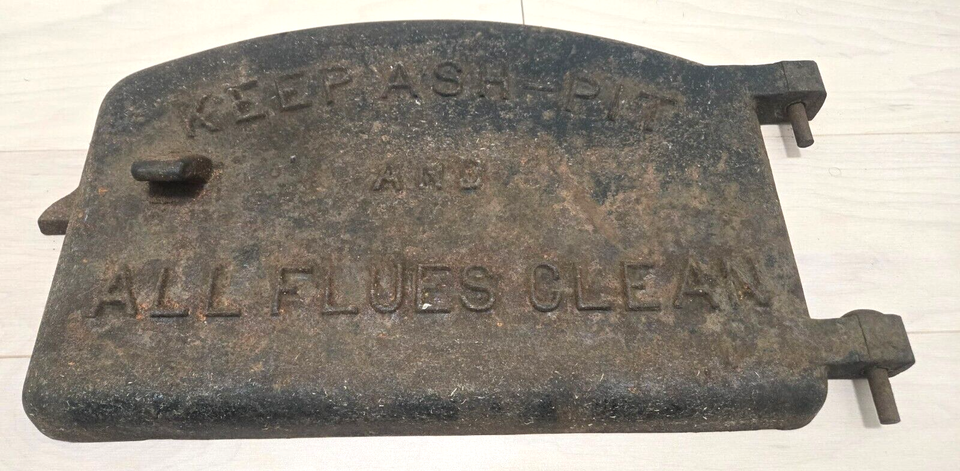 KEEP ASH-PIT
AND
ALL FLUES CLEAN